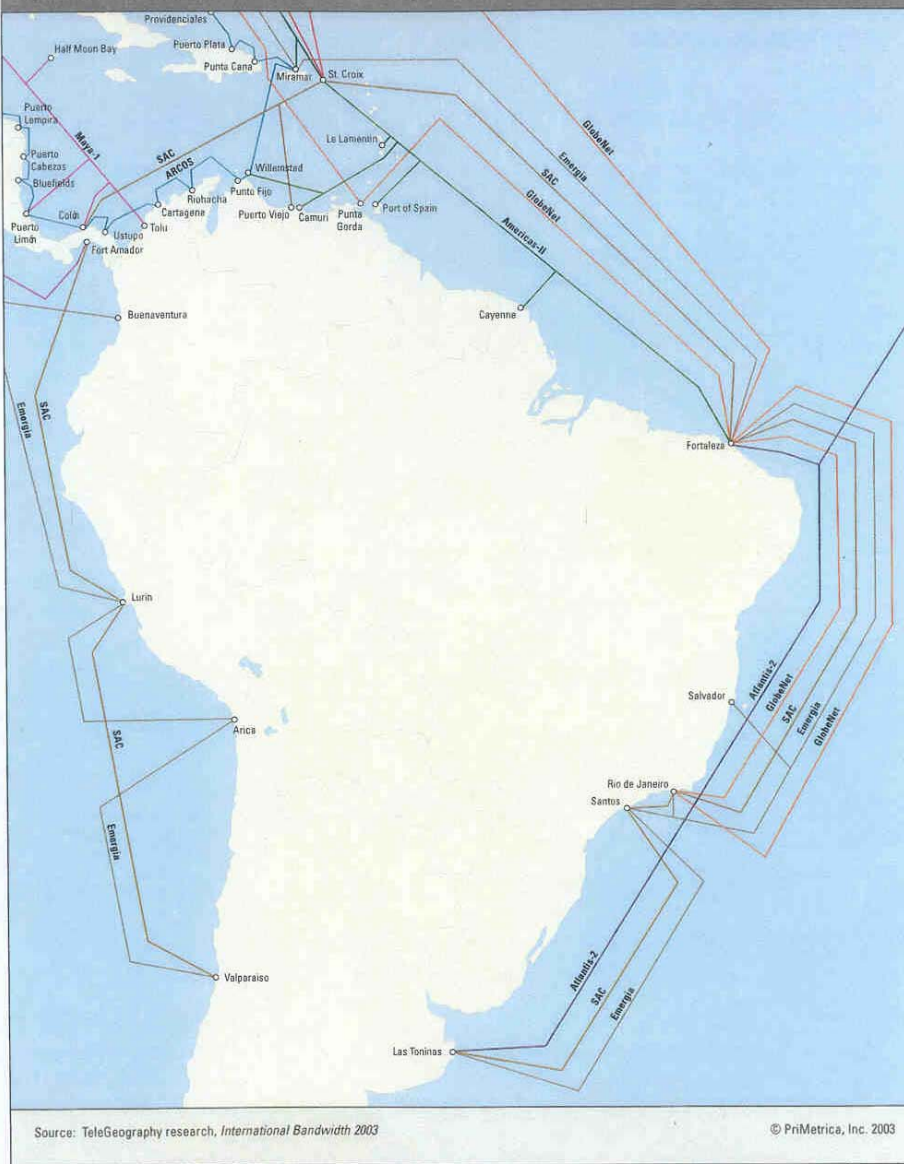 Providenciales
Half Moon Bay
Puerto Plata
Punta Cana
Miramar
St. Croix
GlobeNet
Puerto
Lempira
Maya-1
Le Lamentin
Emergia
SAC
SAC
Puerto
Cabezas
ARCOS
Willemstad
GlobeNet
Bluefields
Riohacha
Punto Fijo
Puerto
Limón
Colón
Cartagena
Puerto Viejo
Camuri
Punta
Gorda
Port of Spain
Ustupo
Tolu
Fort Amador
Americas-II
Buenaventura
Cayenne
Emergia
SAC
Fortaleza
Lurin
Atlantis-2
GlobeNet
SAC
Emergia
GlobeNet
Salvador
Arica
SAC
Rio de Janeiro
Santos
Emergia
Atlantis-2
SAC
Emergia
Valparaiso
Las Toninas
Source: TeleGeography research, International Bandwidth 2003
© PriMetrica, Inc. 2003